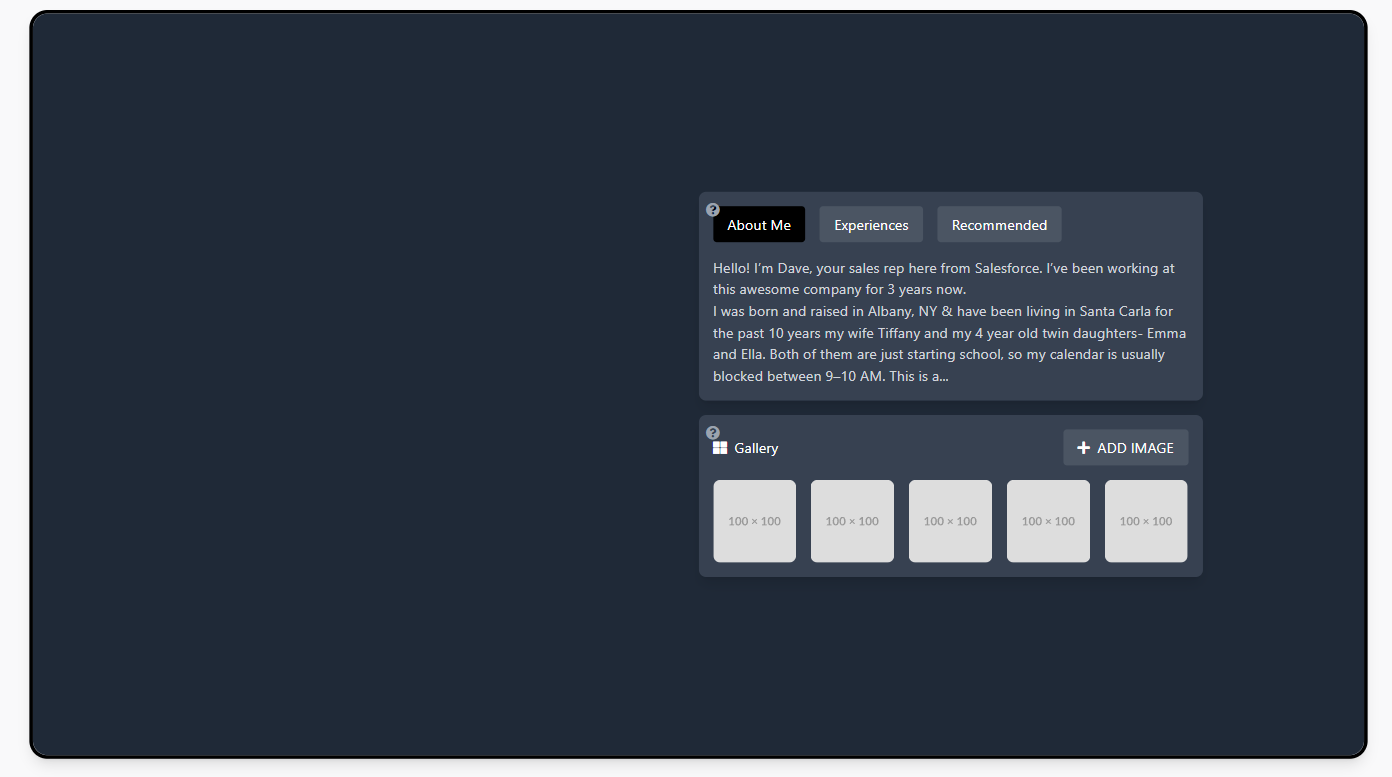 ?
About Me Experiences Recommended
Hello! I’m Dave, your sales rep here from Salesforce. I’ve been working at
this awesome company for 3 years now.
I was born and raised in Albany, NY & have been living in Santa Carla for
the past 10 years my wife Tiffany and my 4 year old twin daughters- Emma
and Ella. Both of them are just starting school, so my calendar is usually
blocked between 9–10 AM. This is a...
?
Gallery ADD IMAGE
100 × 100 100 × 100 100 × 100 100 × 100 100 × 100